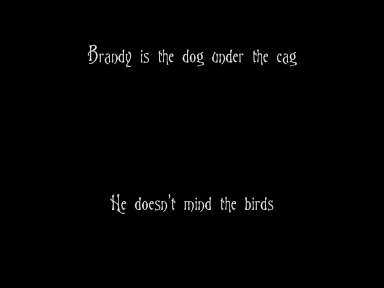 Brandy is the dog under the cag
He doesn't mind the birds